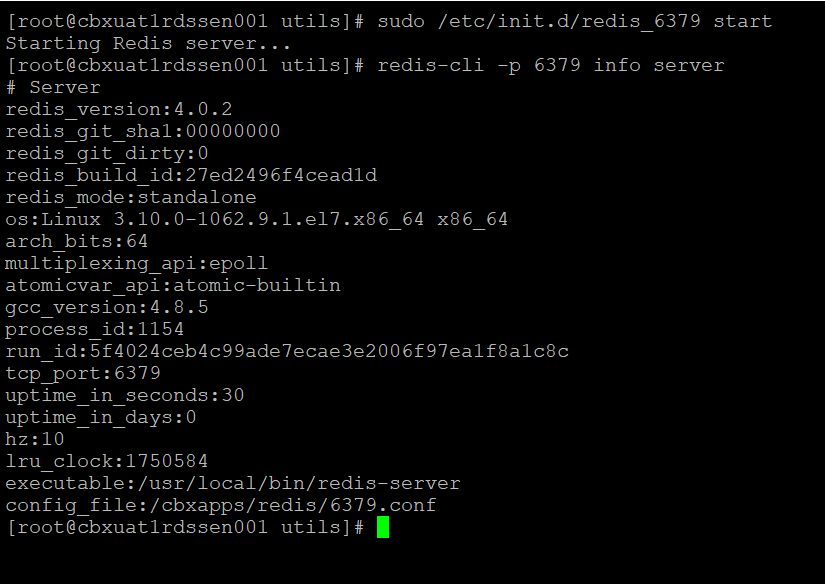 [root@cbxuat1rdssen001 utils]# sudo /etc/init.d/redis_6379 start
Starting Redis server...
[root@cbxuat1rdssen001 utils]# redis-cli -p 6379 info server
# Server
redis_version:4.0.2
redis_git_sha1:00000000
redis_git_dirty:0
redis_build_id:27ed2496f4cead1d
redis_mode:standalone
os:Linux 3.10.0-1062.9.1.el7.x86_64 x86_64
arch_bits:64
multiplexing_api:epoll
atomicvar_api:atomic-builtin
gcc_version:4.8.5
process_id:1154
run_id:5f4024ceb4c99ade7ecae3e2006f97ea1f8a1c8c
tcp_port:6379
uptime_in_seconds:30
uptime_in_days:0
hz:10
lru_clock:1750584
executable:/usr/local/bin/redis-server
config_file:/cbxapps/redis/6379.conf
[root@cbxuat1rdssen001 utils]#